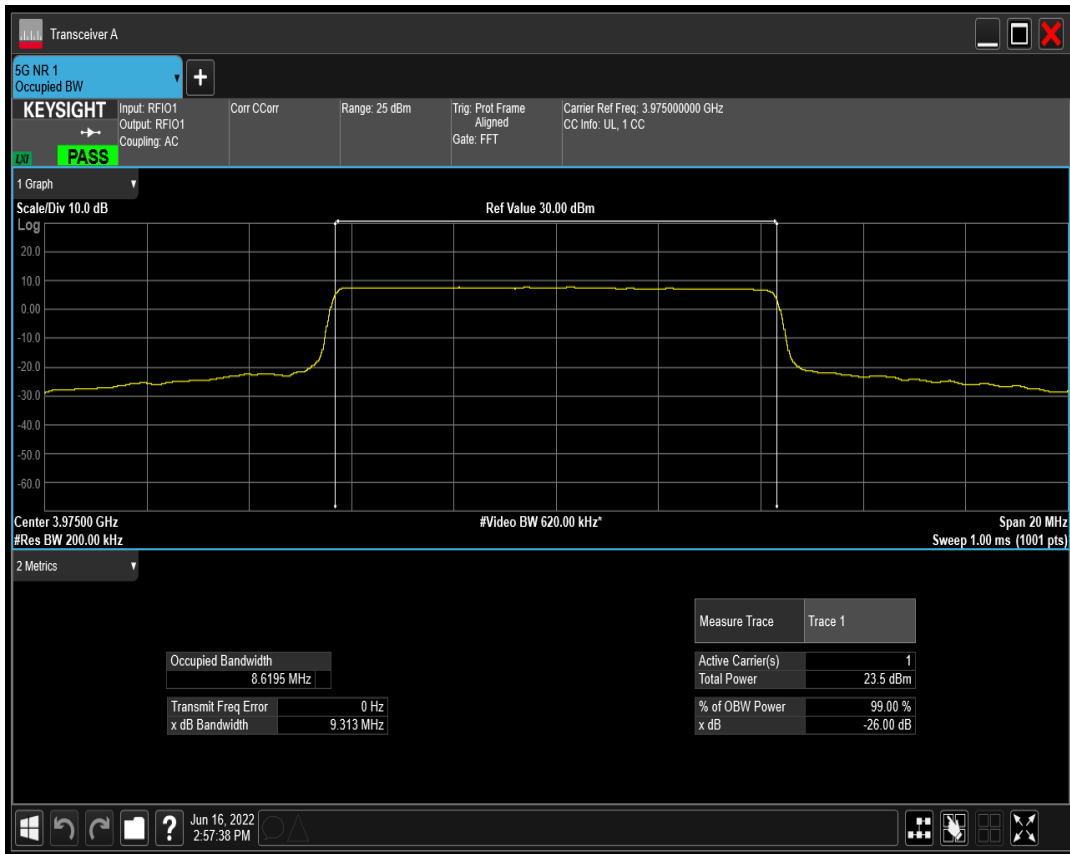 Transceiver A
5G NR 1
Occupied BW
+
KEYSIGHT
LXI
PASS
Input: RFIO1
Output: RFIO1
Coupling: AC
Corr CCorr
Range: 25 dBm
Trig: Prot Frame
Aligned
Gate: FFT
Carrier Ref Freq: 3.975000000 GHz
CC Info: UL, 1 CC
1 Graph
Scale/Div 10.0 dB
Ref Value 30.00 dBm
Log
20.0
10.0
0.00
-10.0
-20.0
-30.0
-40.0
-50.0
-60.0
Center 3.97500 GHz
#Video BW 620.00 kHz*
Span 20 MHz
#Res BW 200.00 kHz
Sweep 1.00 ms (1001 pts)
2 Metrics
Measure Trace Trace 1
Occupied Bandwidth
8.6195 MHz
Active Carrier(s) 1
Total Power 23.5 dBm
Transmit Freq Error 0 Hz
x dB Bandwidth 9.313 MHz
% of OBW Power 99.00 %
x dB -26.00 dB
?
Jun 16, 2022
2:57:38 PM